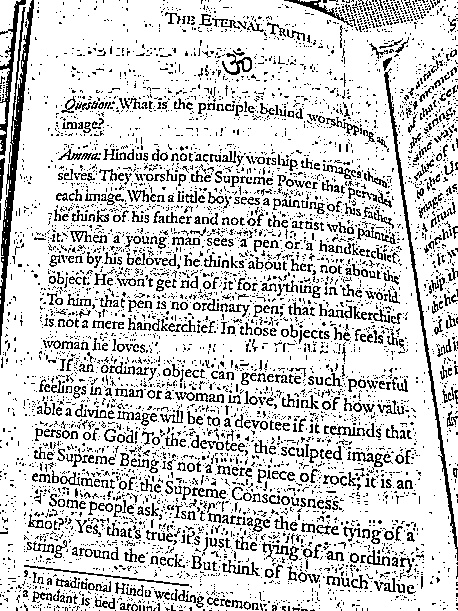 THE ETERNAL TRUTH
ॐ
Question: What is the principle behind worshipping an
image?
Amma: Hindus do not actually worship the images them-
selves. They worship the Supreme Power that pervades
each image. When a little boy sees a painting of his father,
he thinks of his father and not of the artist who painted
it. When a young man sees a pen or a handkerchief
given by his beloved, he thinks about her, not about the
object. He won't get rid of it for anything in the world.
To him, that pen is no ordinary pen; that handkerchief
is not a mere handkerchief. In those objects he feels the
woman he loves.
If an ordinary object can generate such powerful
feelings in a man or a woman in love, think of how valu-
able a divine image will be to a devotee if it reminds that
person of God! To the devotee, the sculpted image of
the Supreme Being is not a mere piece of rock; it is an
embodiment of the Supreme Consciousness.
Some people ask, "Isn't marriage the mere tying of a
knot?" Yes, that's true, it's just the tying of an ordinary
string around the neck. But think of how much value
In a traditional Hindu wedding ceremony, a
a pendant is tied around